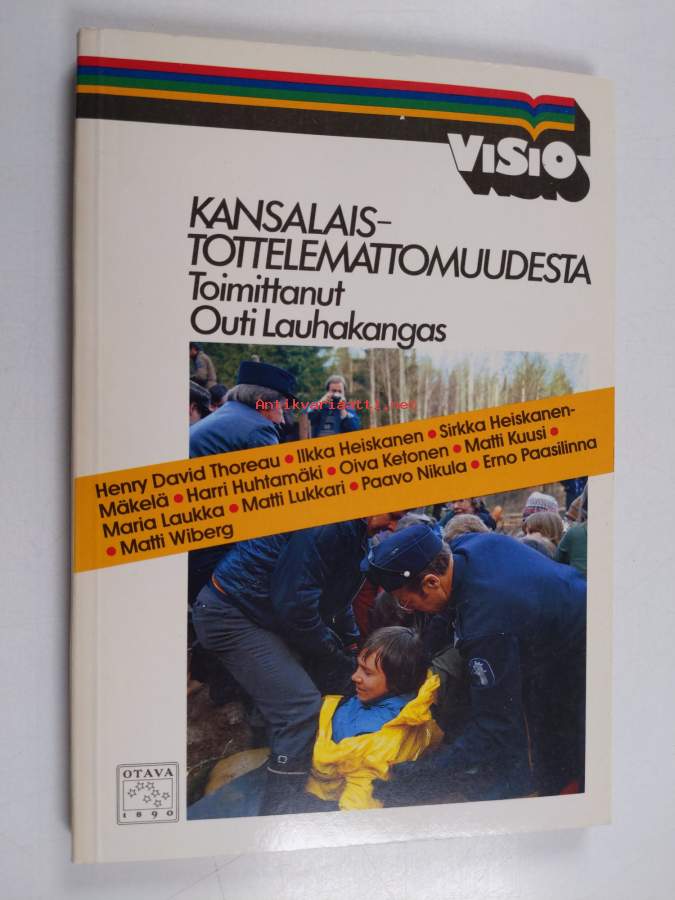 VISIO
KANSALAIS-
TOTTELEMATTOMUUDESTA
Toimittanut
Outi Lauhakangas
Antikvariaatti.net
Henry David Thoreau • Ilkka Heiskanen • Sirkka Heiskanen-
Mäkelä • Harri Huhtamäki • Oiva Ketonen • Matti Kuusi •
Maria Laukka • Matti Lukkari • Paavo Nikula • Erno Paasilinna
• Matti Wiberg
OTAVA
1890